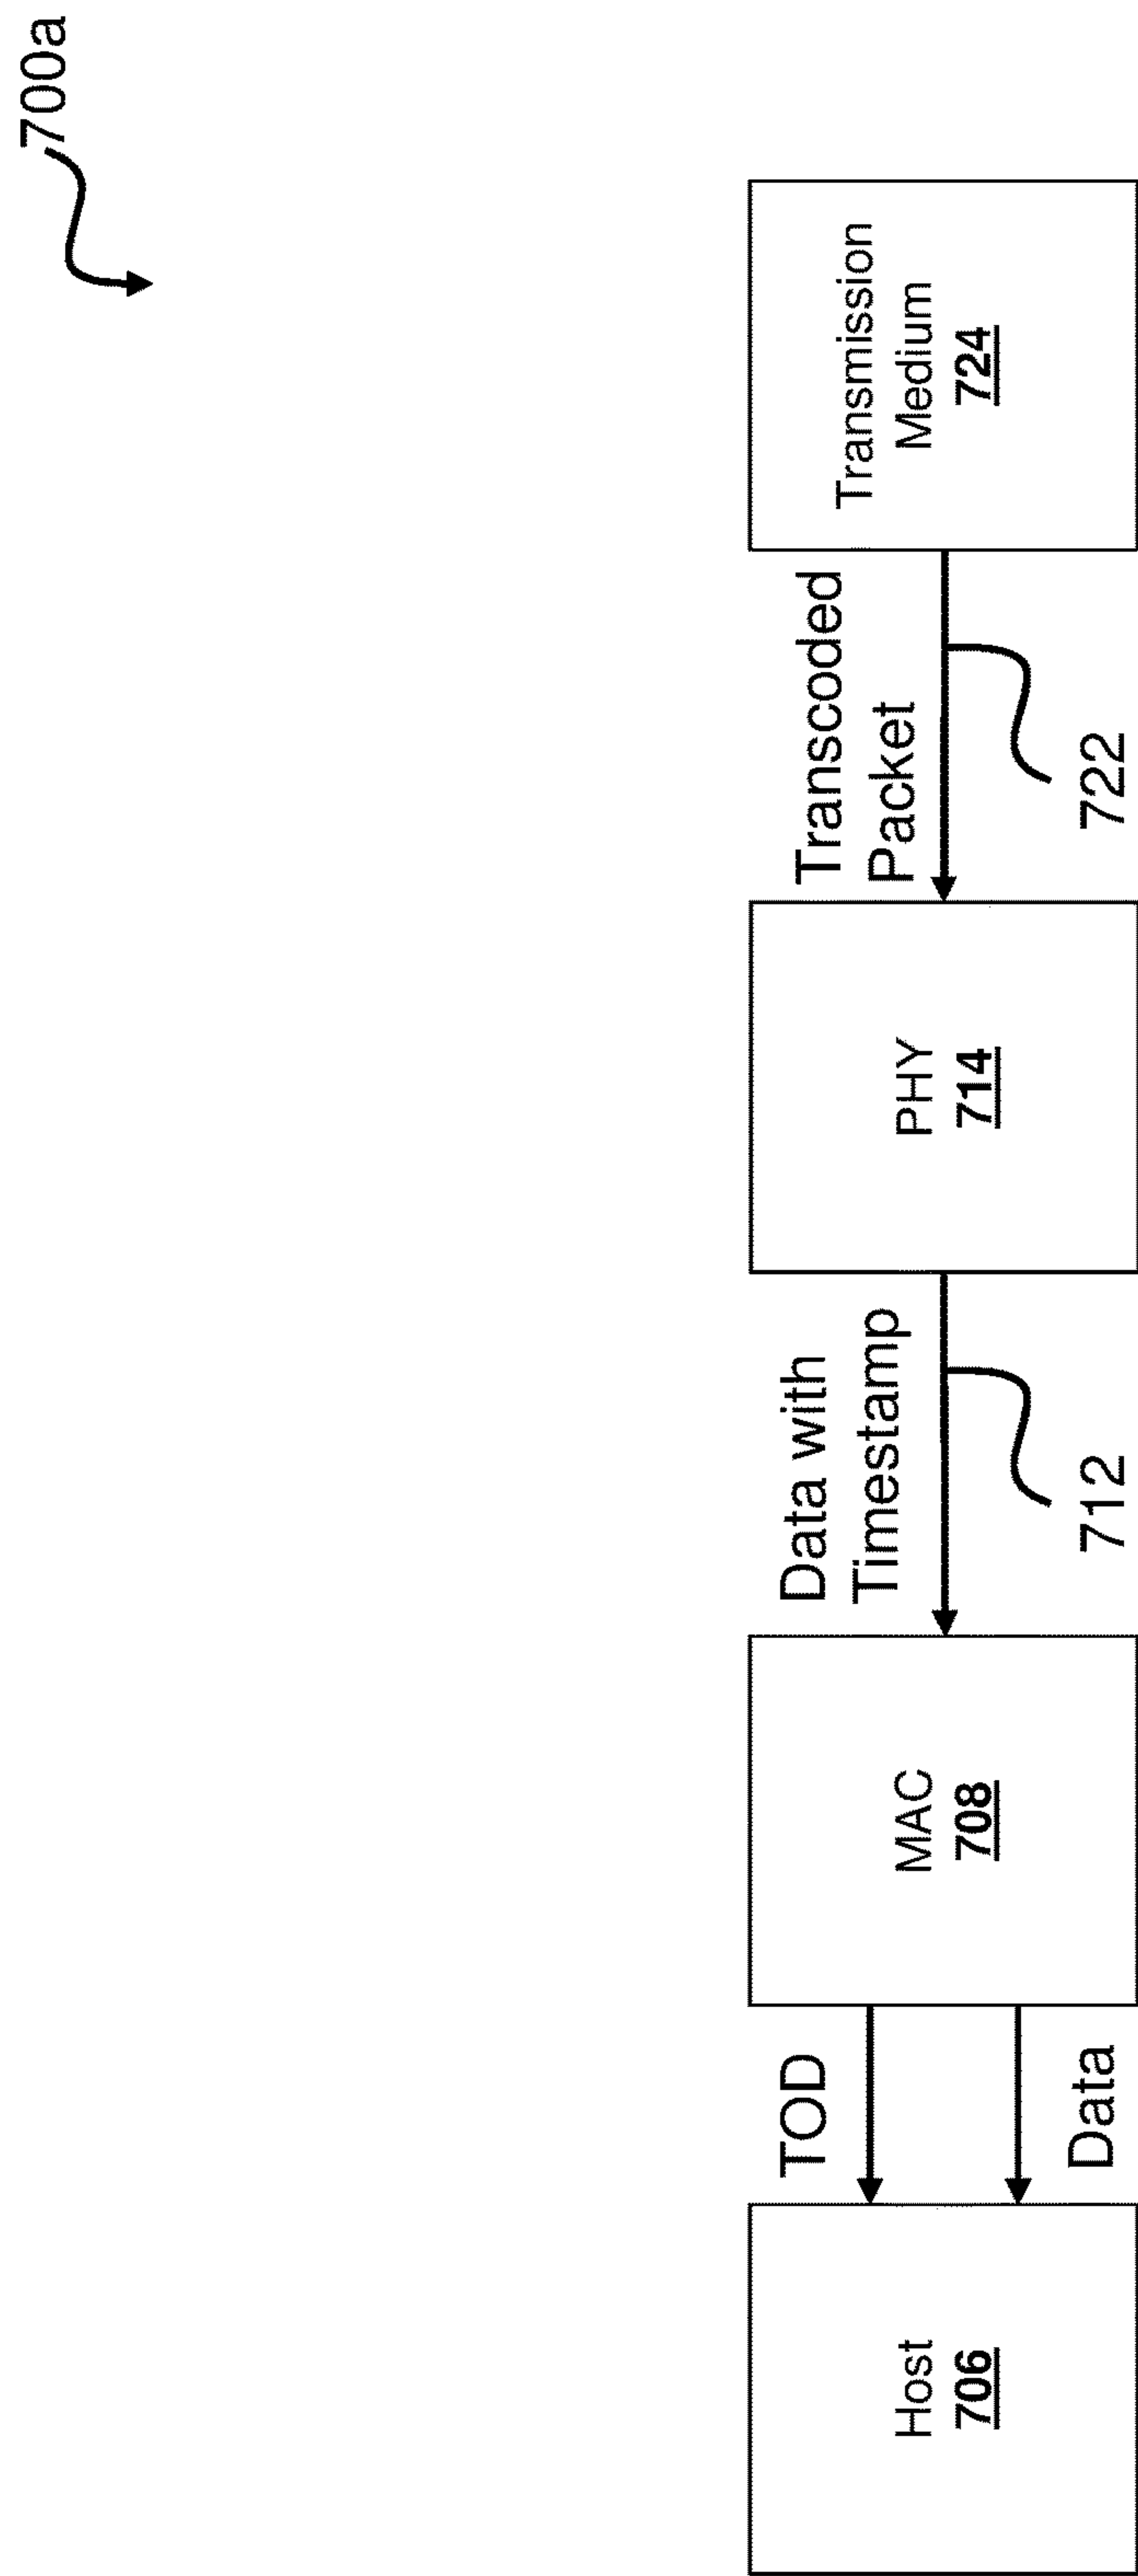 700a
Host
706
TOD
Data
MAC
708
Data with
Timestamp
712
PHY
714
Transcoded
Packet
722
Transmission
Medium
724